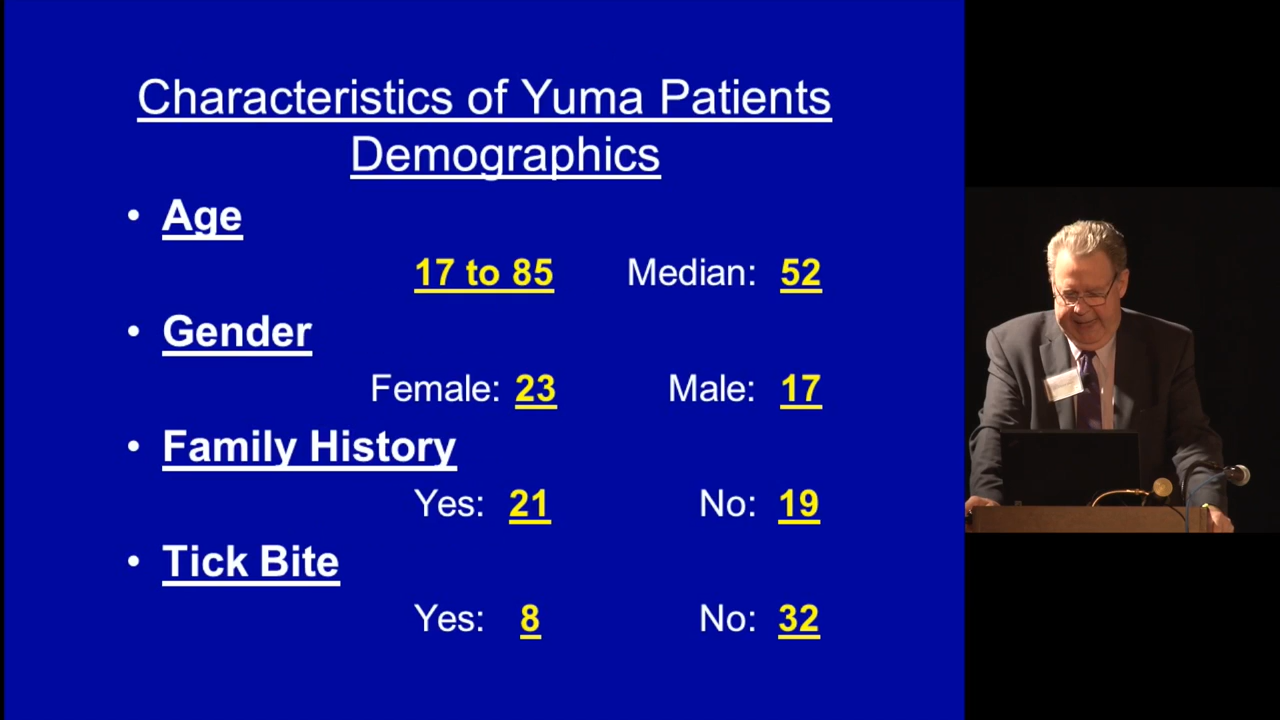 Characteristics of Yuma Patients
Demographics
• Age
17 to 85 Median: 52
• Gender
Female: 23 Male: 17
• Family History
Yes: 21 No: 19
• Tick Bite
Yes: 8 No: 32